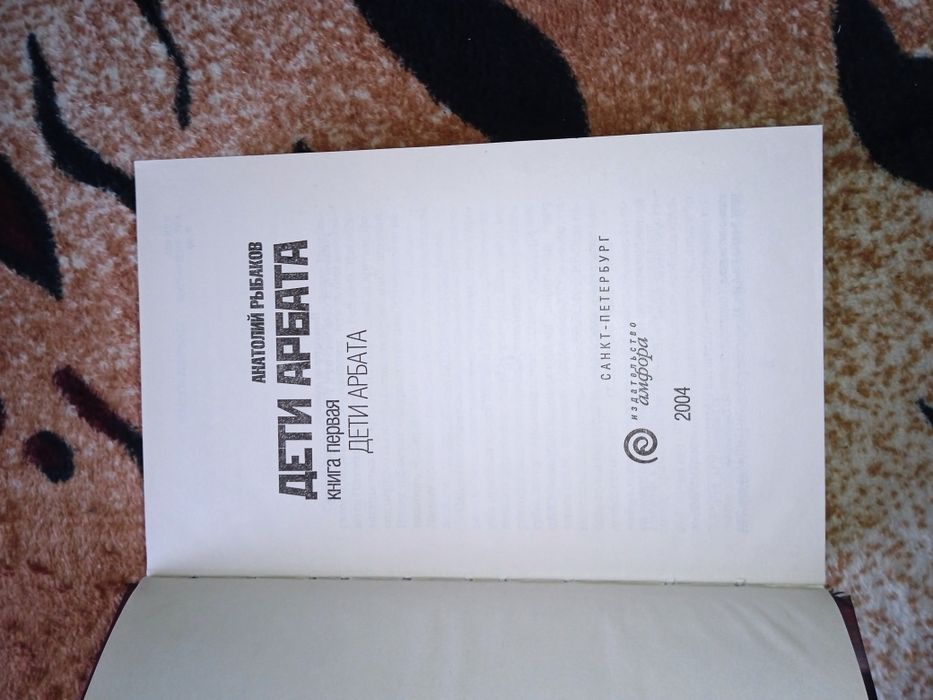 АНАТОЛИЙ РЫБАКОВ
ДЕТИ АРБАТА
книга первая
ДЕТИ АРБАТА
САНКТ-ПЕТЕРБУРГ
издательство
амфора
2004